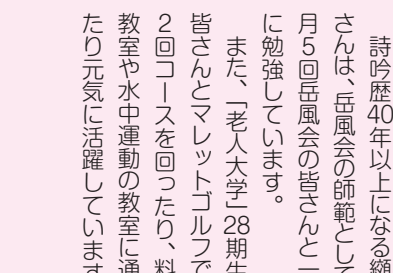 詩吟歴40年以上になる纐
さんは、岳風会の師範として
月5回岳風会の皆さんと一
に勉強しています。
また、「老人大学」28期生
皆さんとマレットゴルフで
2回コースを回ったり、料
教室や水中運動の教室に通
たり元気に活躍しています